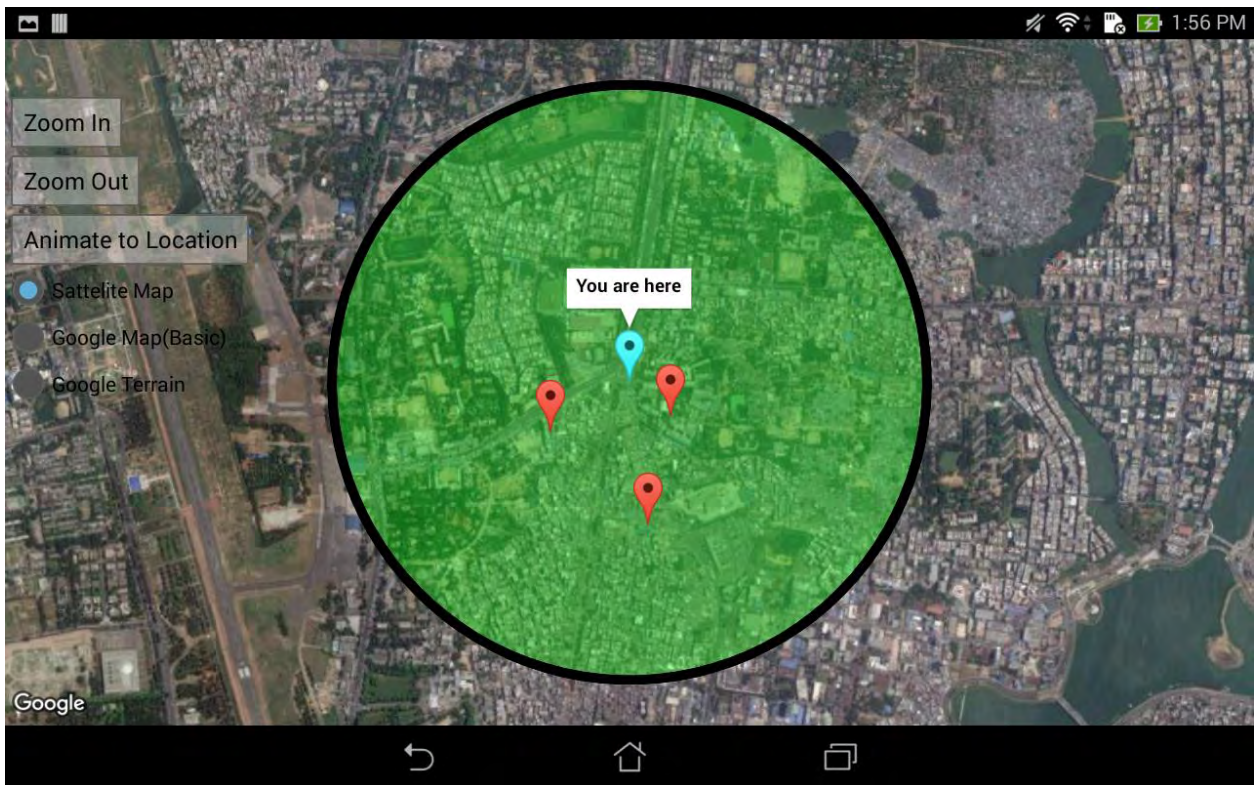 1:56 PM
Zoom In
Zoom Out
Animate to Location
Sattelite Map
Google Map(Basic)
Google Terrain
You are here
Google